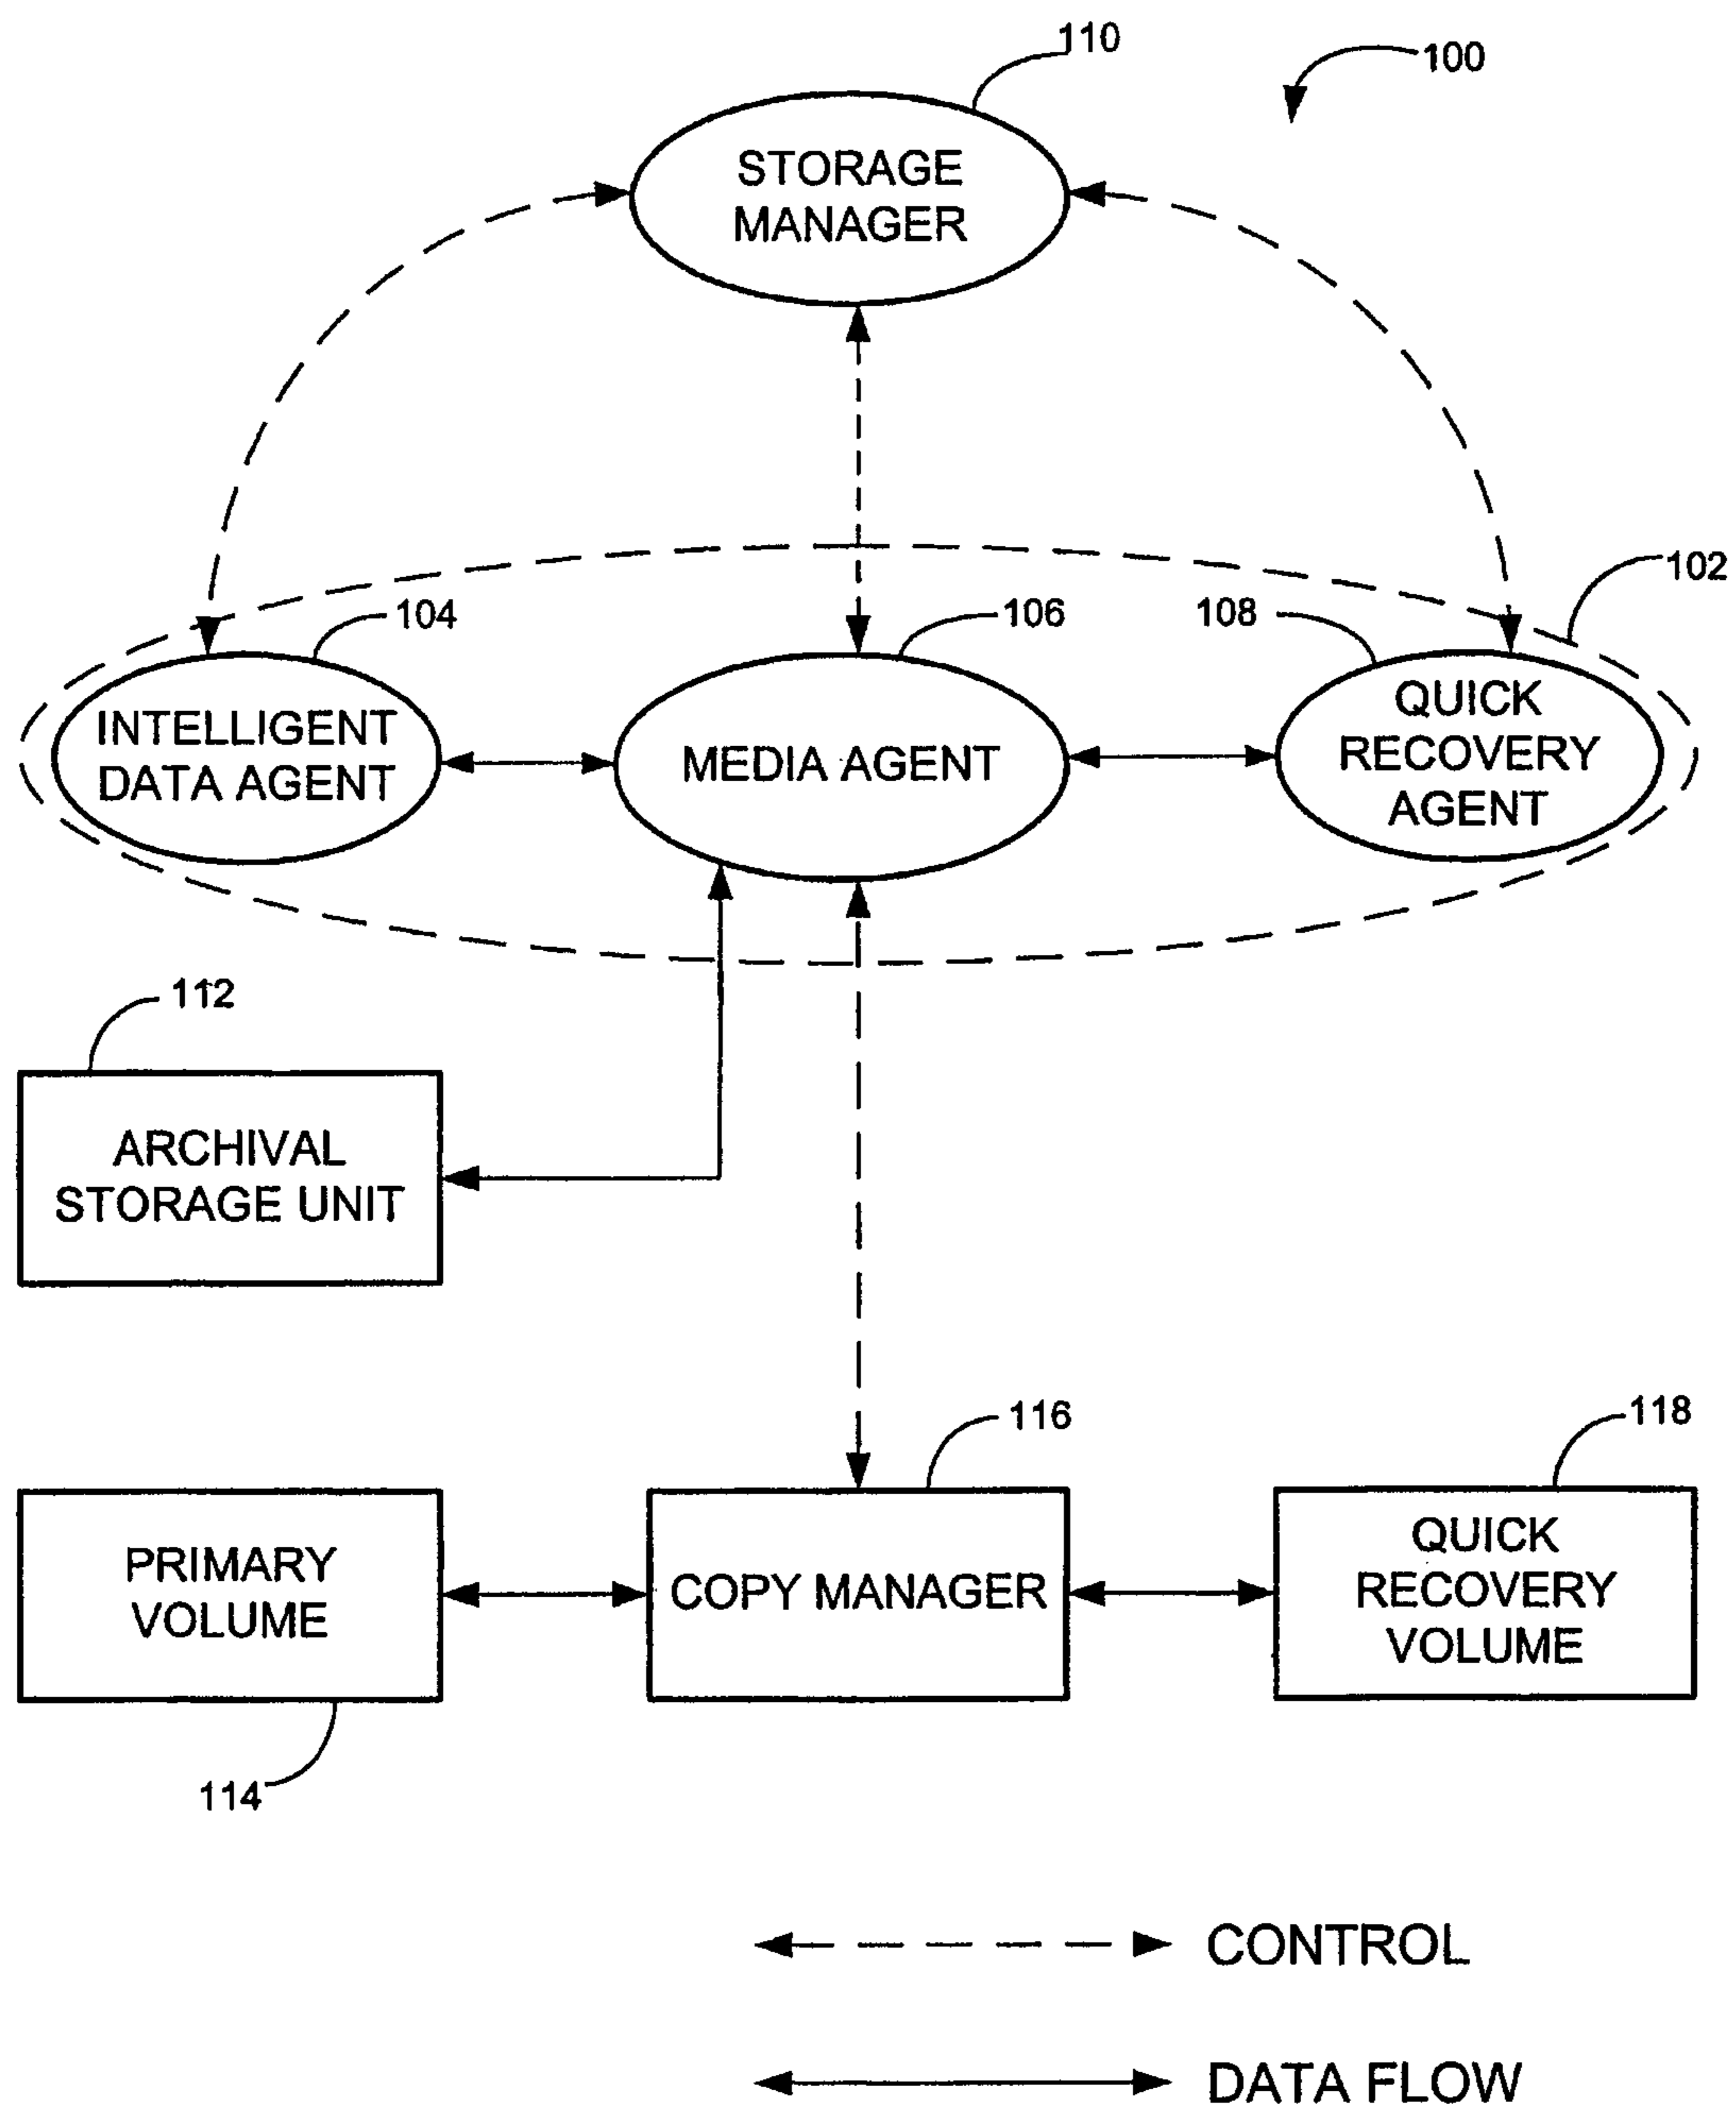 110
100
STORAGE
MANAGER
102
104
106
108
INTELLIGENT
DATA AGENT
MEDIA AGENT
QUICK
RECOVERY
AGENT
112
ARCHIVAL
STORAGE UNIT
116
118
PRIMARY
VOLUME
COPY MANAGER
QUICK
RECOVERY
VOLUME
114
CONTROL
DATA FLOW